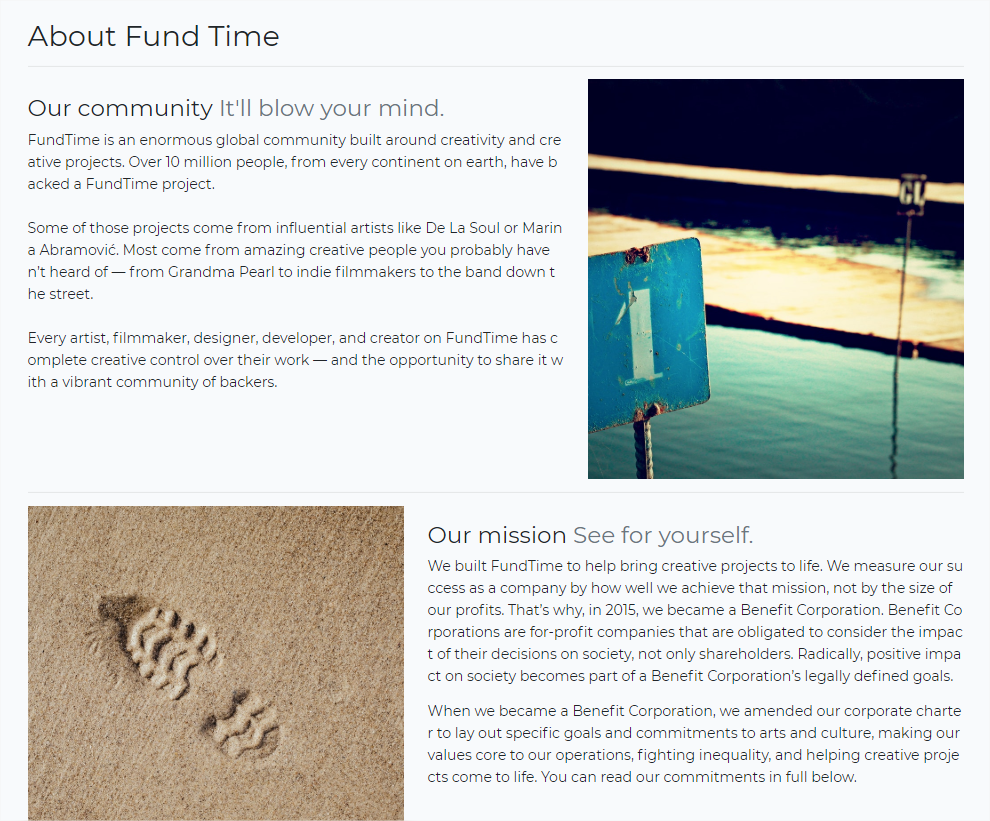 About Fund Time
Our community It'll blow your mind.
FundTime is an enormous global community built around creativity and cre
ative projects. Over 10 million people, from every continent on earth, have b
acked a FundTime project.
Some of those projects come from influential artists like De La Soul or Marin
a Abramović. Most come from amazing creative people you probably have
n’t heard of — from Grandma Pearl to indie filmmakers to the band down t
he street.
Every artist, filmmaker, designer, developer, and creator on FundTime has c
omplete creative control over their work — and the opportunity to share it w
ith a vibrant community of backers.
CL
1
Our mission See for yourself.
We built FundTime to help bring creative projects to life. We measure our su
ccess as a company by how well we achieve that mission, not by the size of
our profits. That’s why, in 2015, we became a Benefit Corporation. Benefit Co
rporations are for-profit companies that are obligated to consider the impac
t of their decisions on society, not only shareholders. Radically, positive impa
ct on society becomes part of a Benefit Corporation’s legally defined goals.
When we became a Benefit Corporation, we amended our corporate charte
r to lay out specific goals and commitments to arts and culture, making our
values core to our operations, fighting inequality, and helping creative proje
cts come to life. You can read our commitments in full below.